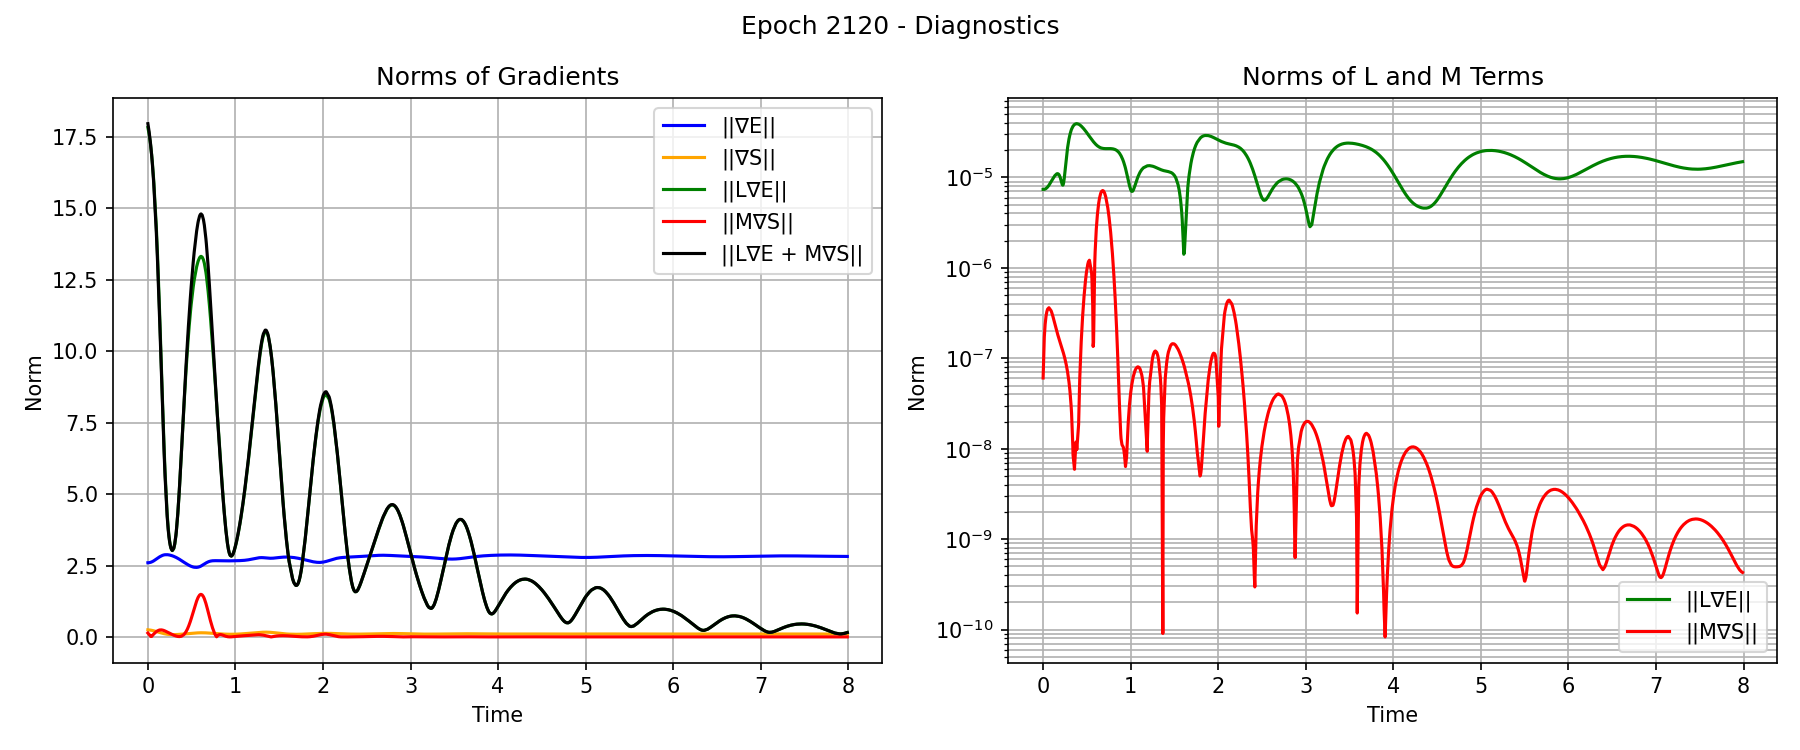 Epoch 2120 - Diagnostics
Norms of Gradients
Norm
17.5
15.0
12.5
10.0
7.5
5.0
2.5
0.0
||∇E||
||∇S||
||L∇E||
||M∇S||
||L∇E + M∇S||
0 1 2 3 4 5 6 7 8
Time
Norms of L and M Terms
Norm
10⁻⁵
10⁻⁶
10⁻⁷
10⁻⁸
10⁻⁹
10⁻¹⁰
||L∇E||
||M∇S||
0 1 2 3 4 5 6 7 8
Time